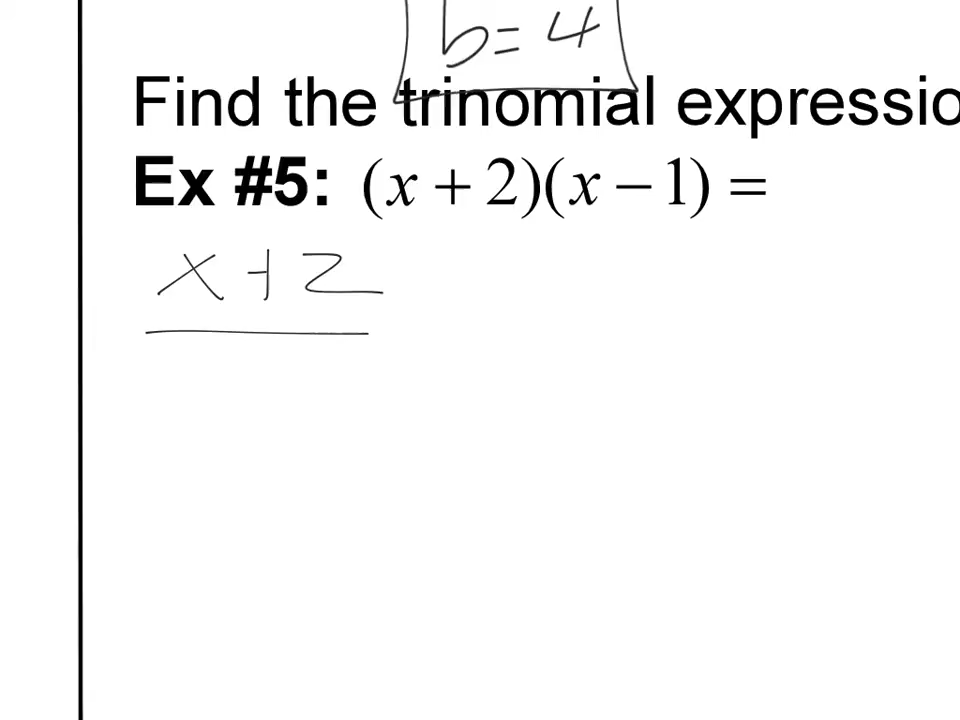 b = 4
Find the trinomial expressio
Ex #5: (x + 2)(x − 1) =
x + 2